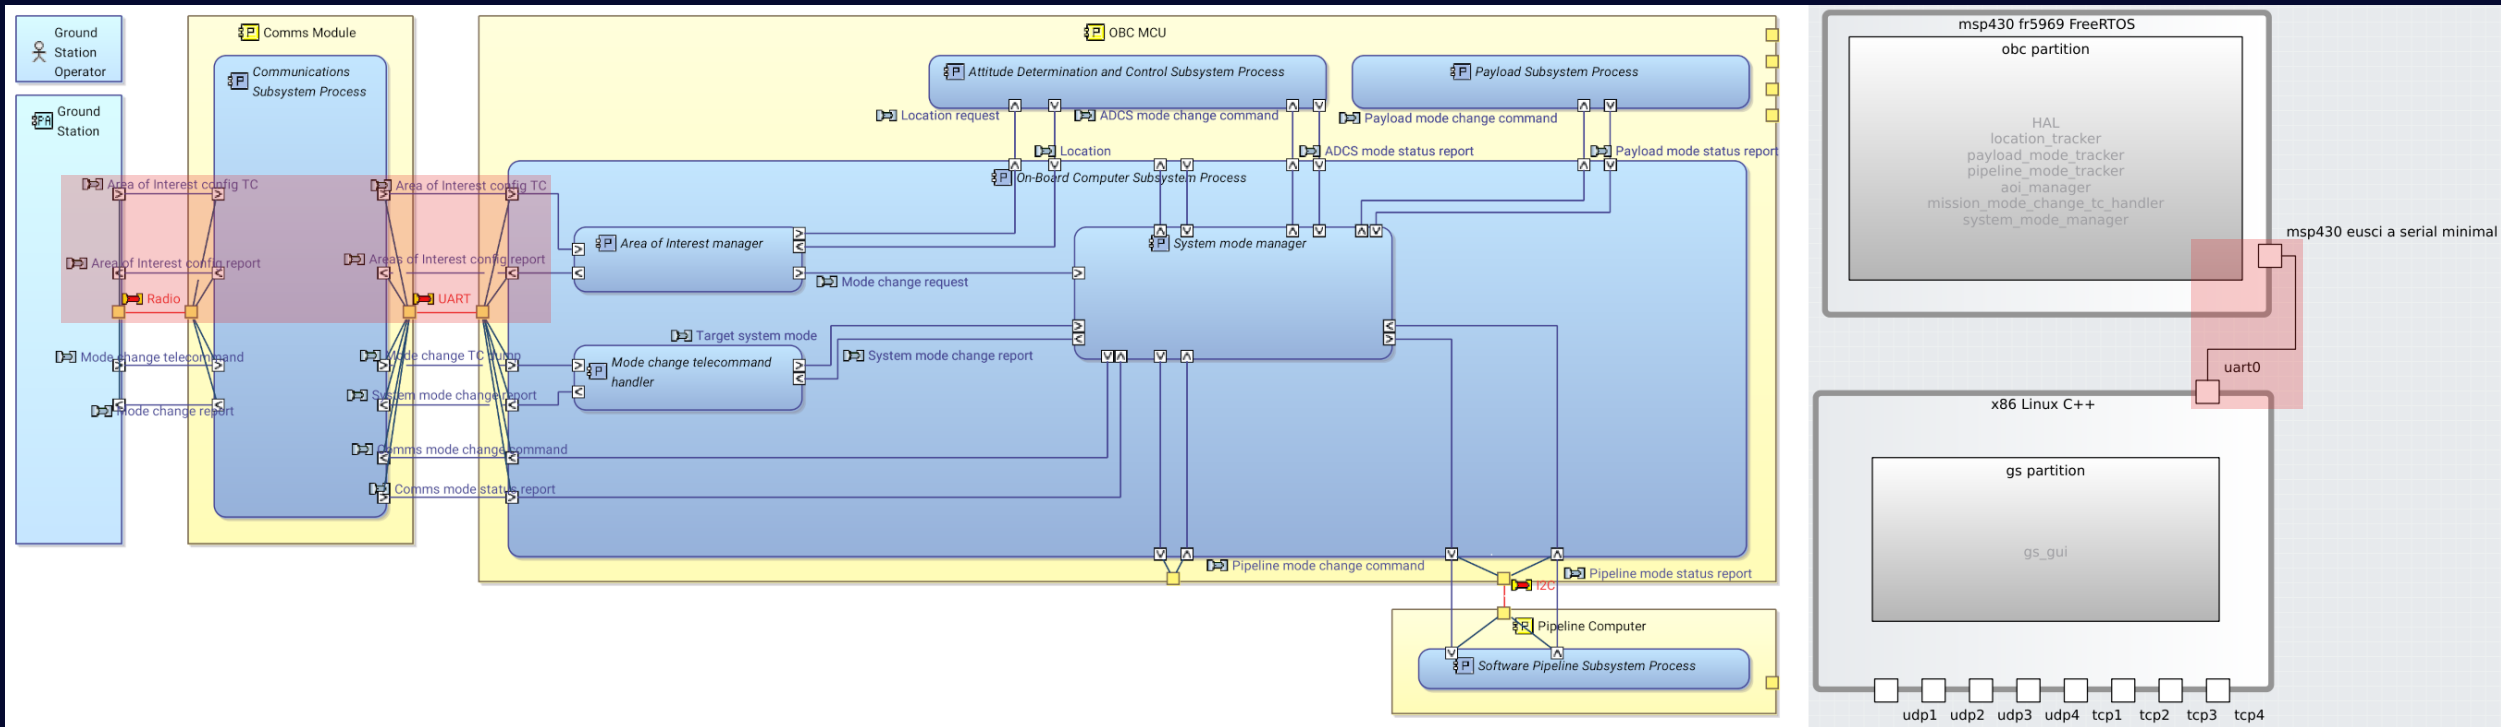 Ground
Station
Operator
Ground
Station
Comms Module
Communications
Subsystem Process
OBC MCU
Attitude Determination and Control Subsystem Process
Payload Subsystem Process
Location request
ADCS mode change command
Payload mode change command
Location
ADCS mode status report
Payload mode status report
On-Board Computer Subsystem Process
Area of Interest config TC
Area of Interest config TC
Area of Interest manager
System mode manager
Area of Interest config report
Areas of Interest config report
Mode change request
Radio
UART
Target system mode
Mode change telecommand
Mode change TC dump
Mode change telecommand
handler
System mode change report
System mode change report
Mode change report
Comms mode change command
Comms mode status report
Pipeline mode change command
Pipeline mode status report
I2C
Pipeline Computer
Software Pipeline Subsystem Process
msp430 fr5969 FreeRTOS
obc partition
HAL
location_tracker
payload_mode_tracker
pipeline_mode_tracker
aoi_manager
mission_mode_change_tc_handler
system_mode_manager
msp430 eusci a serial minimal
uart0
x86 Linux C++
gs partition
gs_gui
udp1 udp2 udp3 udp4 tcp1 tcp2 tcp3 tcp4